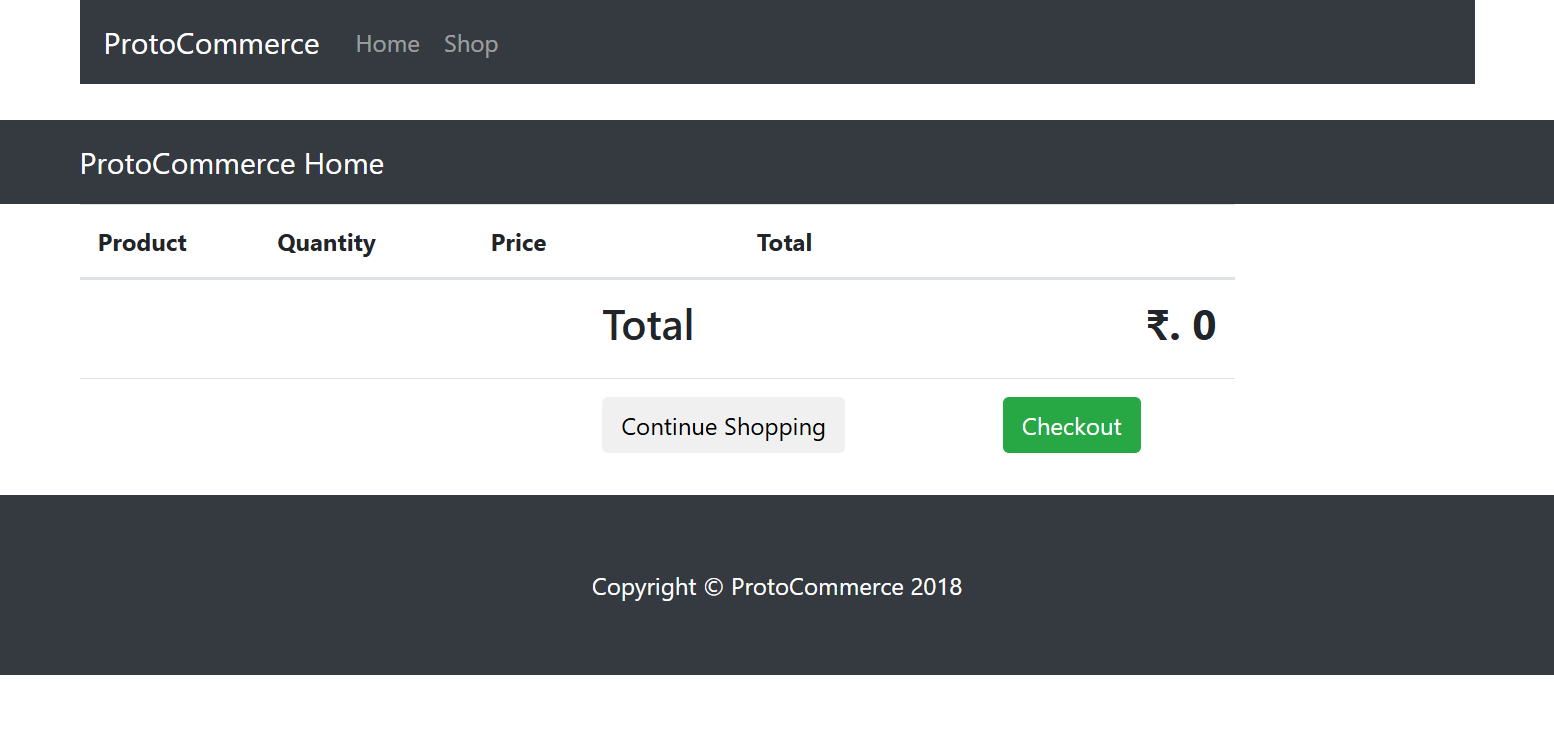 ProtoCommerce Home Shop
ProtoCommerce Home
Product Quantity Price Total
Total ₹. 0
Continue Shopping Checkout
Copyright © ProtoCommerce 2018